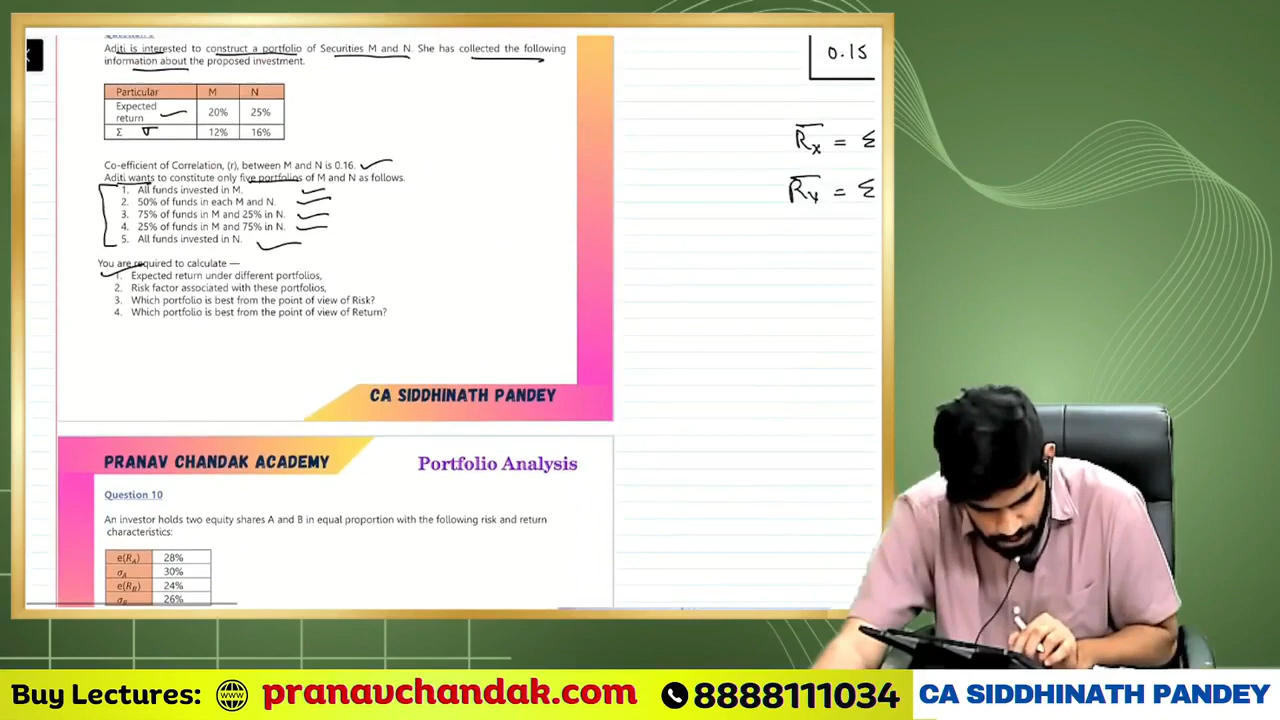 Aditi is interested to construct a portfolio of Securities M and N. She has collected the following
information about the proposed investment.
Particular M N
Expected return 20% 25%
Σ σ 12% 16%
Co-efficient of Correlation, (r), between M and N is 0.16.
Aditi wants to constitute only five portfolios of M and N as follows.
1. All funds invested in M.
2. 50% of funds in each M and N.
3. 75% of funds in M and 25% in N.
4. 25% of funds in M and 75% in N.
5. All funds invested in N.
You are required to calculate —
1. Expected return under different portfolios,
2. Risk factor associated with these portfolios,
3. Which portfolio is best from the point of view of Risk?
4. Which portfolio is best from the point of view of Return?
CA SIDDHINATH PANDEY
PRANAV CHANDAK ACADEMY
Portfolio Analysis
Question 10
An investor holds two equity shares A and B in equal proportion with the following risk and return
characteristics:
e(R_A) 28%
σ_A 30%
e(R_B) 24%
σ_B 26%
0.15
R̅x = Σ
R̅y = Σ
Buy Lectures: pranavchandak.com 8888111034 CA SIDDHINATH PANDEY